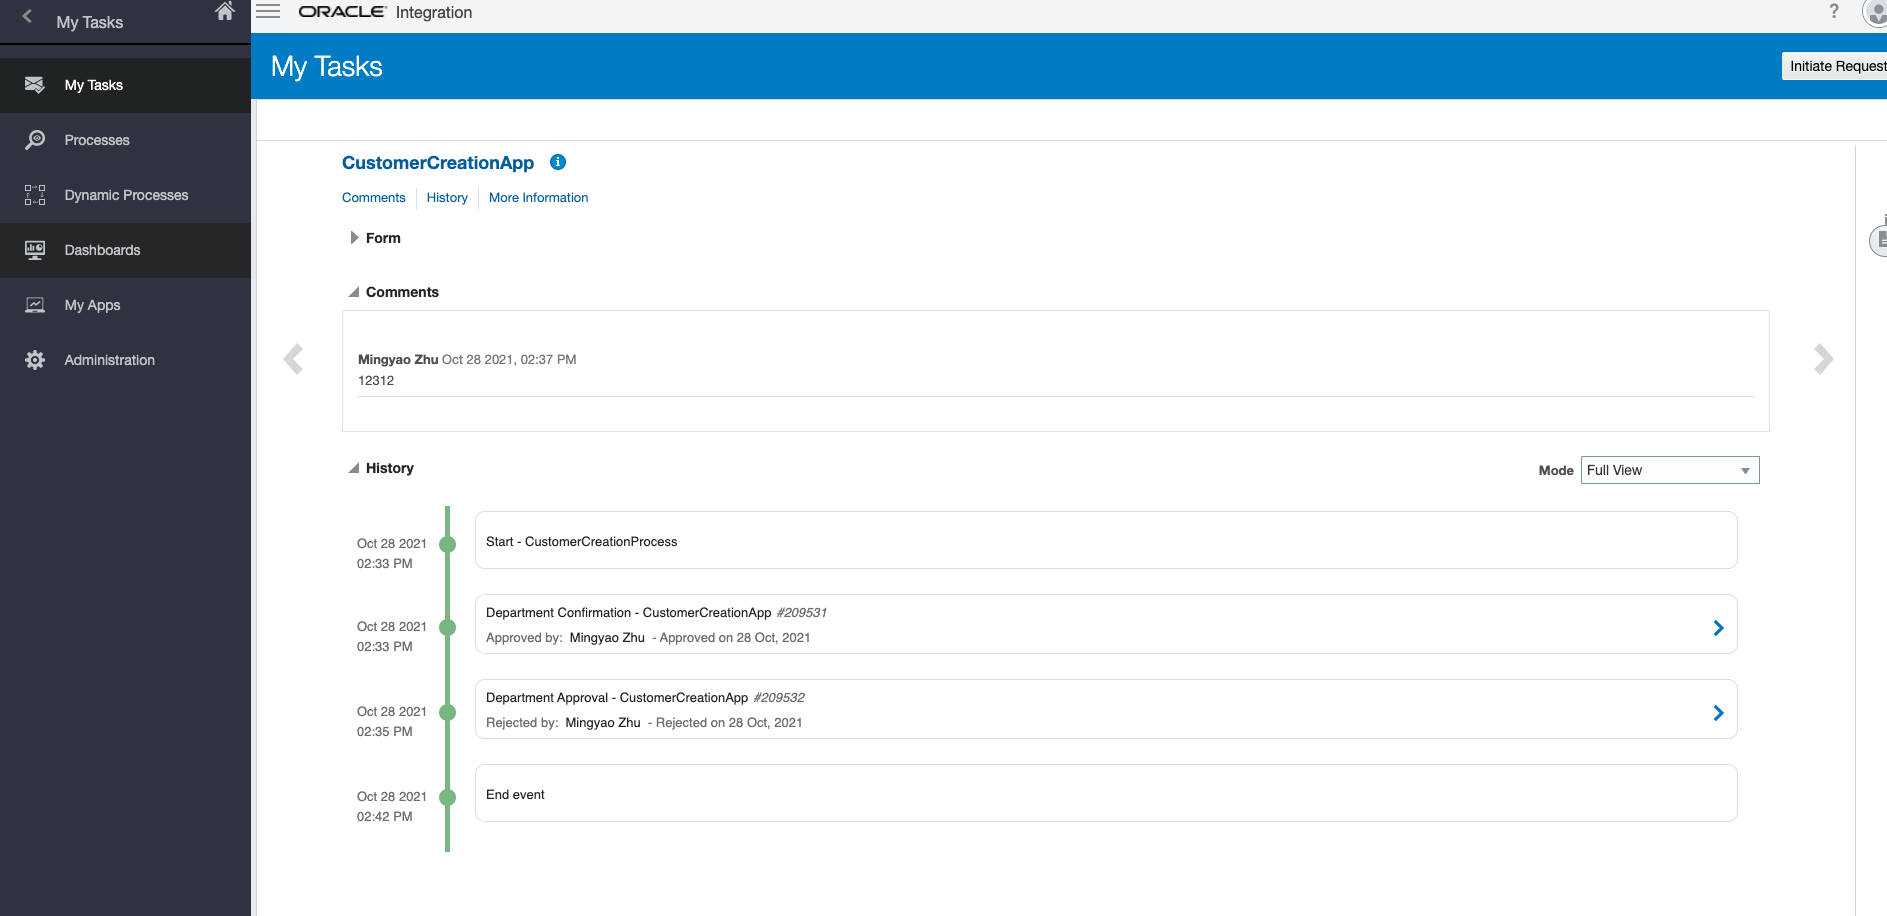 My Tasks
ORACLE Integration
?
My Tasks
Initiate Request
My Tasks
Processes
Dynamic Processes
Dashboards
My Apps
Administration
CustomerCreationApp
Comments
History
More Information
Form
Comments
Mingyao Zhu Oct 28 2021, 02:37 PM
12312
History
Mode Full View
Oct 28 2021
02:33 PM
Start - CustomerCreationProcess
Oct 28 2021
02:33 PM
Department Confirmation - CustomerCreationApp #209531
Approved by: Mingyao Zhu - Approved on 28 Oct, 2021
Oct 28 2021
02:35 PM
Department Approval - CustomerCreationApp #209532
Rejected by: Mingyao Zhu - Rejected on 28 Oct, 2021
Oct 28 2021
02:42 PM
End event